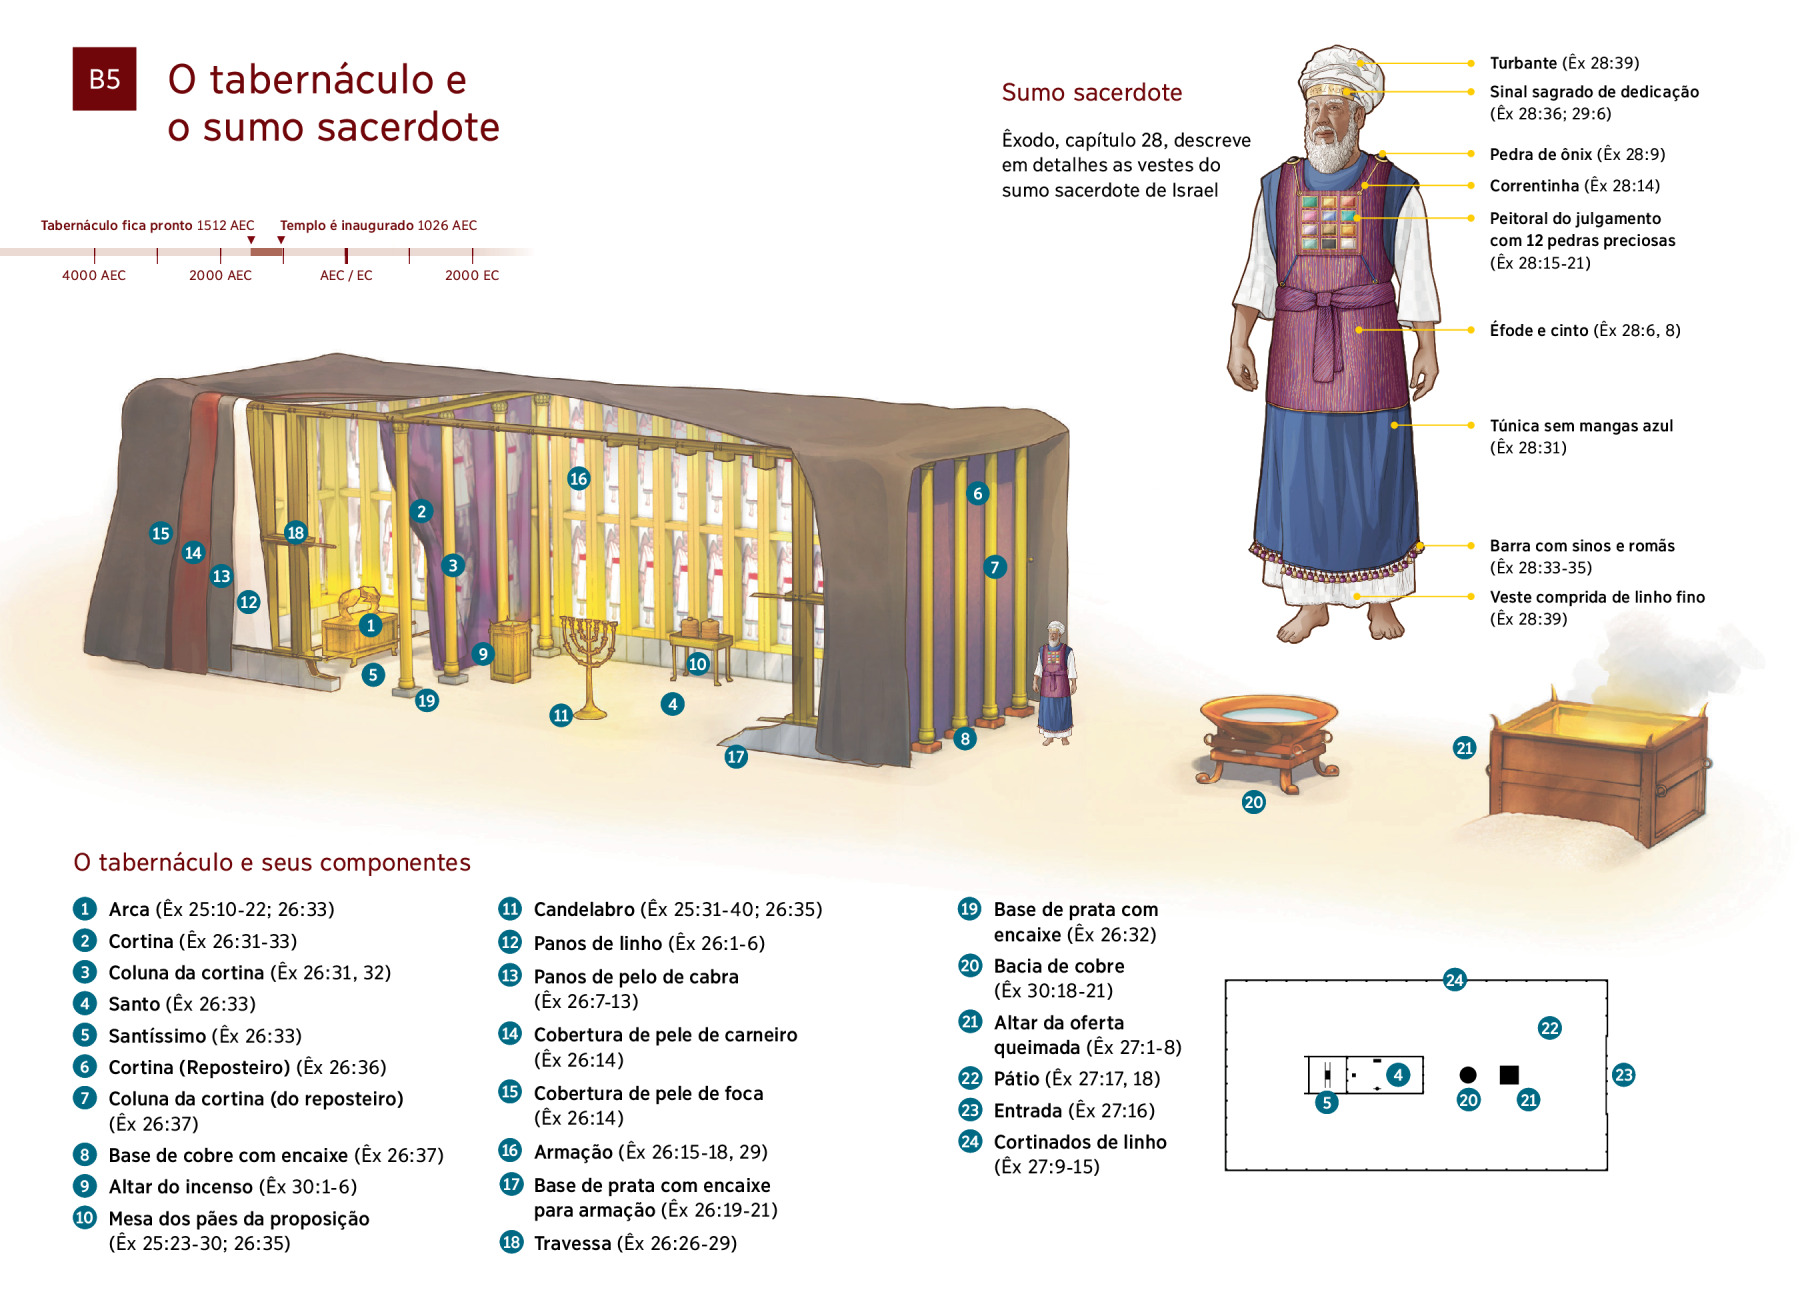 B5
O tabernáculo e
o sumo sacerdote
Tabernáculo fica pronto 1512 AEC
Templo é inaugurado 1026 AEC
4000 AEC
2000 AEC
AEC / EC
2000 EC
Sumo sacerdote
Êxodo, capítulo 28, descreve
em detalhes as vestes do
sumo sacerdote de Israel
Turbante (Êx 28:39)
Sinal sagrado de dedicação
(Êx 28:36; 29:6)
Pedra de ônix (Êx 28:9)
Correntinha (Êx 28:14)
Peitoral do julgamento
com 12 pedras preciosas
(Êx 28:15-21)
Éfode e cinto (Êx 28:6, 8)
Túnica sem mangas azul
(Êx 28:31)
Barra com sinos e romãs
(Êx 28:33-35)
Veste comprida de linho fino
(Êx 28:39)
16
6
2
15
18
14
3
7
13
12
1
9
10
5
19
4
11
8
17
21
20
O tabernáculo e seus componentes
1 Arca (Êx 25:10-22; 26:33)
2 Cortina (Êx 26:31-33)
3 Coluna da cortina (Êx 26:31, 32)
4 Santo (Êx 26:33)
5 Santíssimo (Êx 26:33)
6 Cortina (Reposteiro) (Êx 26:36)
7 Coluna da cortina (do reposteiro)
(Êx 26:37)
8 Base de cobre com encaixe (Êx 26:37)
9 Altar do incenso (Êx 30:1-6)
10 Mesa dos pães da proposição
(Êx 25:23-30; 26:35)
11 Candelabro (Êx 25:31-40; 26:35)
12 Panos de linho (Êx 26:1-6)
13 Panos de pelo de cabra
(Êx 26:7-13)
14 Cobertura de pele de carneiro
(Êx 26:14)
15 Cobertura de pele de foca
(Êx 26:14)
16 Armação (Êx 26:15-18, 29)
17 Base de prata com encaixe
para armação (Êx 26:19-21)
18 Travessa (Êx 26:26-29)
19 Base de prata com
encaixe (Êx 26:32)
20 Bacia de cobre
(Êx 30:18-21)
21 Altar da oferta
queimada (Êx 27:1-8)
22 Pátio (Êx 27:17, 18)
23 Entrada (Êx 27:16)
24 Cortinados de linho
(Êx 27:9-15)
24
22
4
23
5
20
21